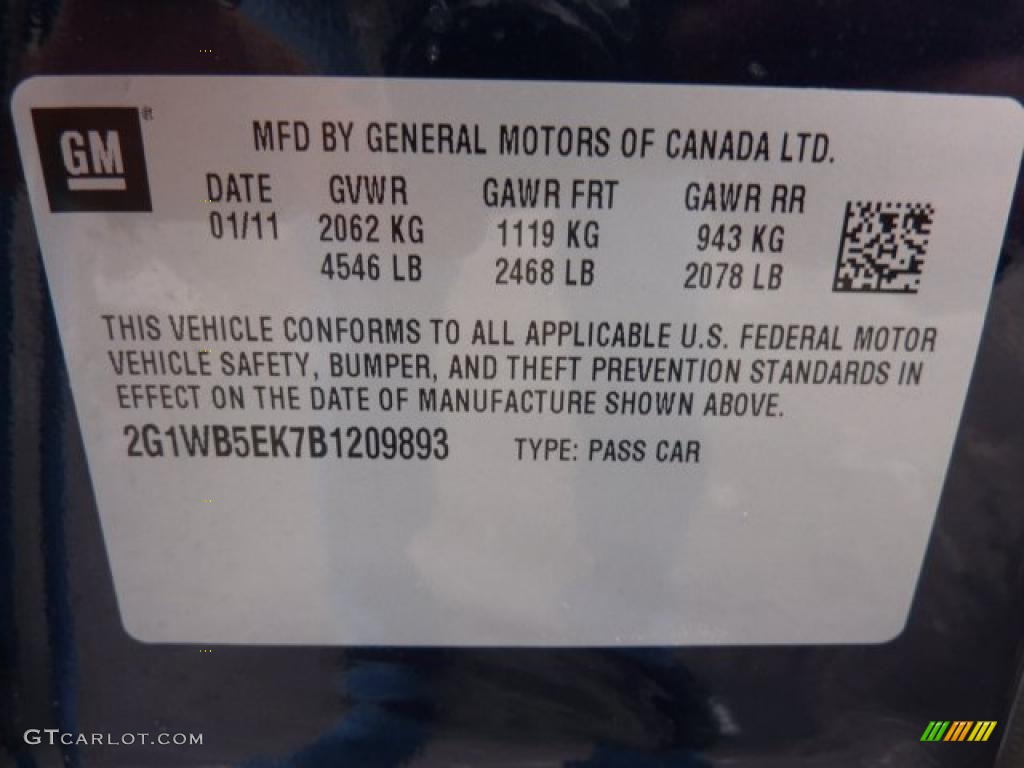 GM®
MFD BY GENERAL MOTORS OF CANADA LTD.
DATE GVWR GAWR FRT GAWR RR
01/11 2062 KG 1119 KG 943 KG
4546 LB 2468 LB 2078 LB
THIS VEHICLE CONFORMS TO ALL APPLICABLE U.S. FEDERAL MOTOR
VEHICLE SAFETY, BUMPER, AND THEFT PREVENTION STANDARDS IN
EFFECT ON THE DATE OF MANUFACTURE SHOWN ABOVE.
2G1WB5EK7B1209893 TYPE: PASS CAR
GTCARLOT.COM